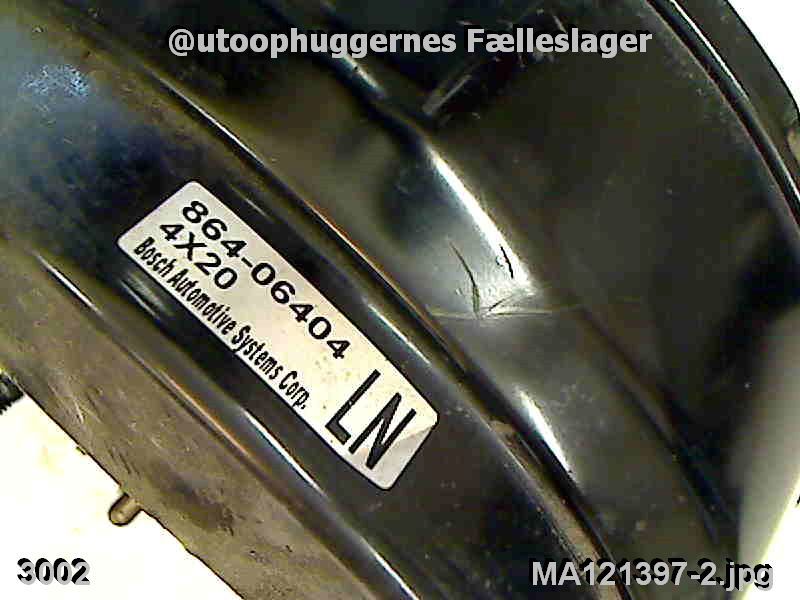 @utoophuggernes Fælleslager
864-06404
4X20
Bosch Automotive Systems Corp.
LN
3002
MA121397-2.jpg